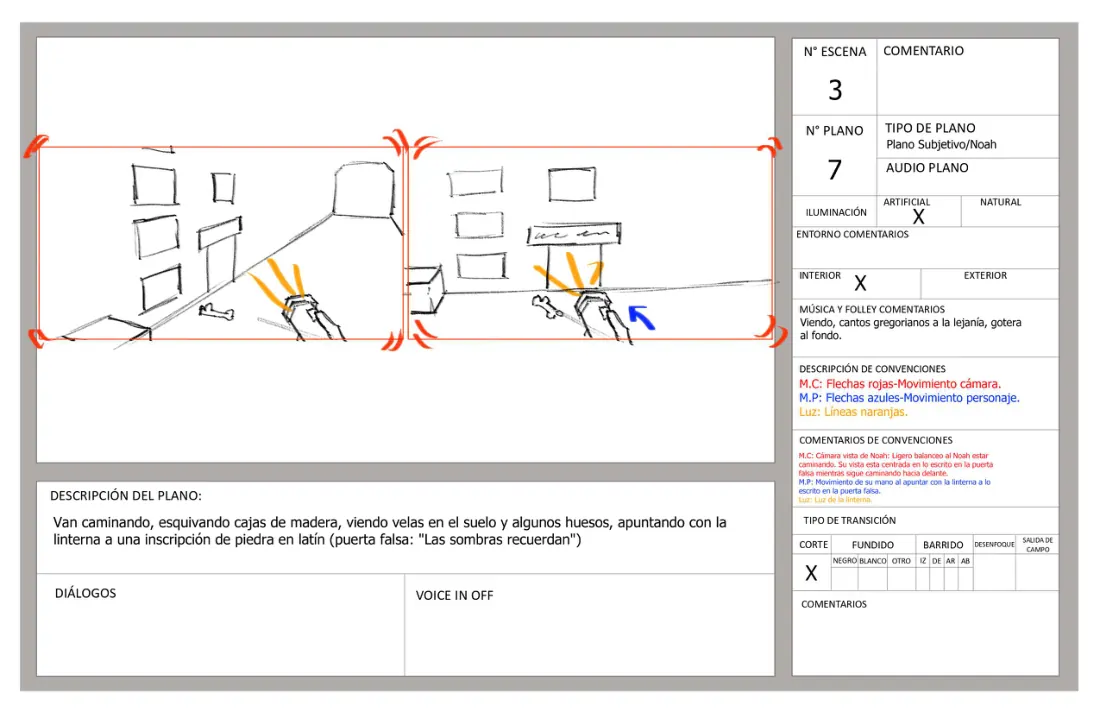 N° ESCENA
3
COMENTARIO
N° PLANO
7
TIPO DE PLANO
Plano Subjetivo/Noah
AUDIO PLANO
ILUMINACIÓN
ARTIFICIAL
X
NATURAL
ENTORNO COMENTARIOS
INTERIOR
X
EXTERIOR
MÚSICA Y FOLLEY COMENTARIOS
Viendo, cantos gregorianos a la lejanía, gotera
al fondo.
DESCRIPCIÓN DE CONVENCIONES
M.C: Flechas rojas-Movimiento cámara.
M.P: Flechas azules-Movimiento personaje.
Luz: Líneas naranjas.
COMENTARIOS DE CONVENCIONES
M.C: Cámara vista de Noah: Ligero balanceo al Noah estar
caminando. Su vista esta centrada en lo escrito en la puerta
falsa mientras sigue caminando hacia delante.
M.P: Movimiento de su mano al apuntar con la linterna a lo
escrito en la puerta falsa.
Luz: Luz de la linterna.
TIPO DE TRANSICIÓN
CORTE
X
FUNDIDO
NEGRO BLANCO OTRO
BARRIDO
IZ DE AR AB
DESENFOQUE
SALIDA DE
CAMPO
COMENTARIOS
DESCRIPCIÓN DEL PLANO:
Van caminando, esquivando cajas de madera, viendo velas en el suelo y algunos huesos, apuntando con la
linterna a una inscripción de piedra en latín (puerta falsa: "Las sombras recuerdan")
DIÁLOGOS
VOICE IN OFF